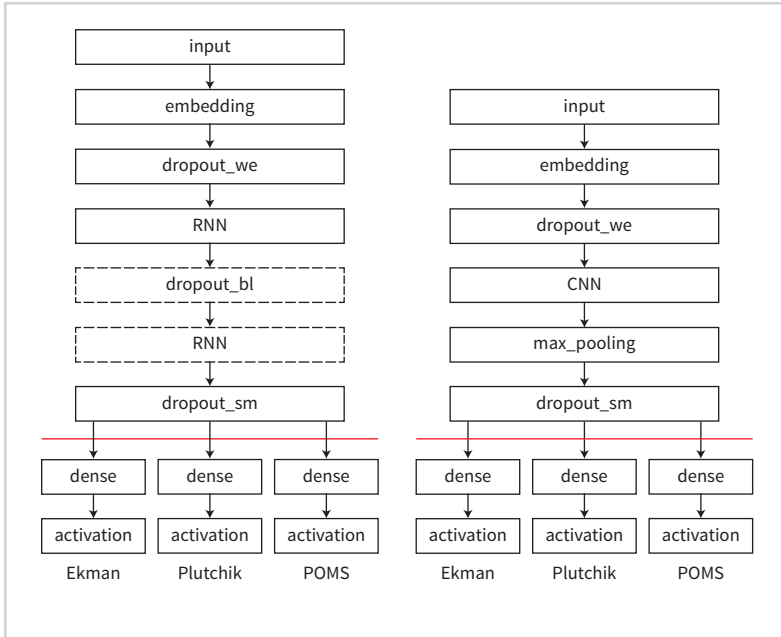 input
embedding
dropout_we
RNN
dropout_bl
RNN
dropout_sm
dense dense dense
activation activation activation
Ekman Plutchik POMS
input
embedding
dropout_we
CNN
max_pooling
dropout_sm
dense dense dense
activation activation activation
Ekman Plutchik POMS